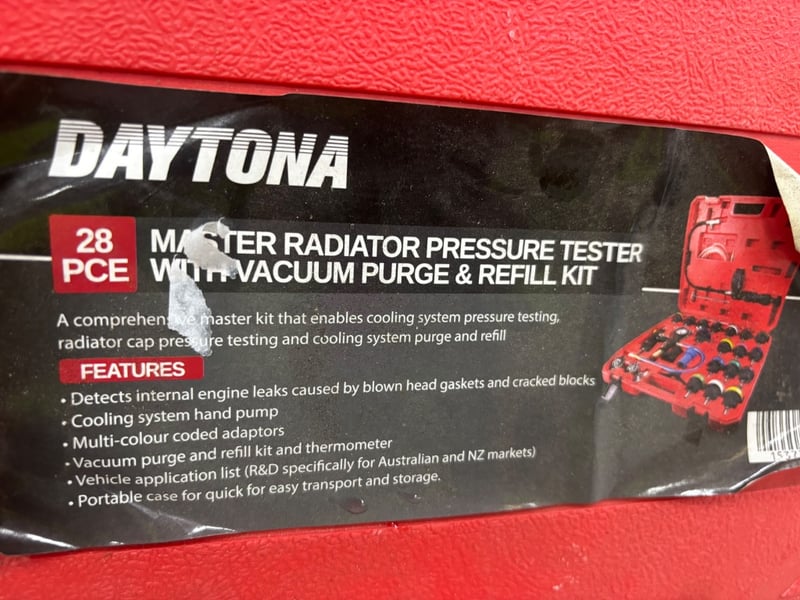 DAYTONA
28
PCE
MASTER RADIATOR PRESSURE TESTER
WITH VACUUM PURGE & REFILL KIT
A comprehensive master kit that enables cooling system pressure testing,
radiator cap pressure testing and cooling system purge and refill
FEATURES
• Detects internal engine leaks caused by blown head gaskets and cracked blocks
• Cooling system hand pump
• Multi-colour coded adaptors
• Vacuum purge and refill kit and thermometer
• Vehicle application list (R&D specifically for Australian and NZ markets)
• Portable case for quick for easy transport and storage.